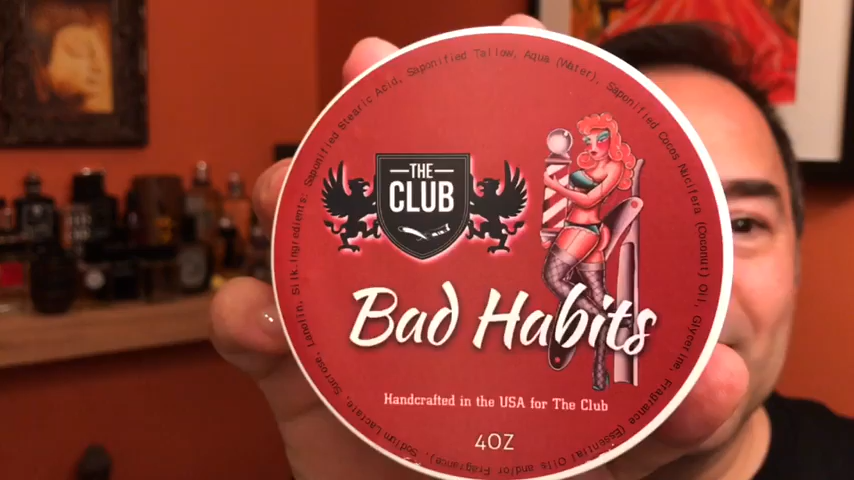 THE
CLUB
Bad Habits
Handcrafted in the USA for The Club
4OZ
Ingredients: Saponified Stearic Acid, Saponified Tallow, Aqua (Water), Saponified Cocos Nucifera (Coconut) Oil, Glycerine, Fragrance (Essential Oils and/or Fragrance), Sodium Lactate, Sucrose, Lanolin, Silk.